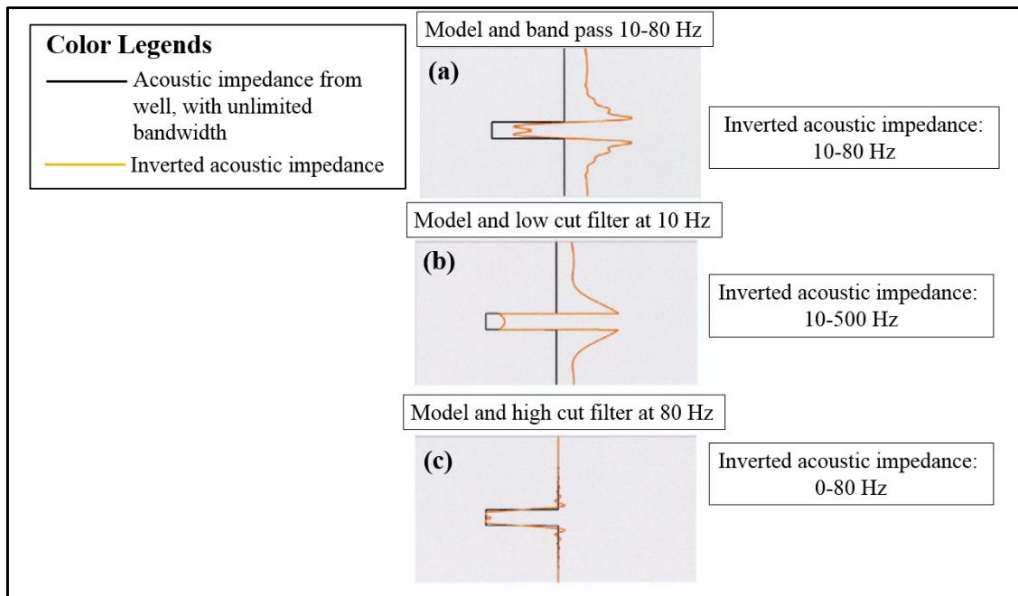 Color Legends
Acoustic impedance from
well, with unlimited
bandwidth
Inverted acoustic impedance
Model and band pass 10-80 Hz
(a)
Inverted acoustic impedance:
10-80 Hz
Model and low cut filter at 10 Hz
(b)
Inverted acoustic impedance:
10-500 Hz
Model and high cut filter at 80 Hz
(c)
Inverted acoustic impedance:
0-80 Hz